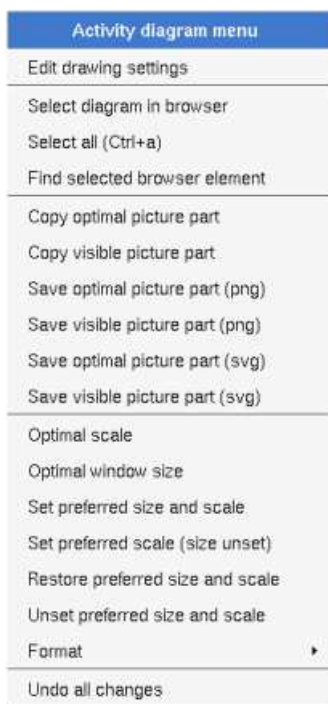 Activity diagram menu
Edit drawing settings
Select diagram in browser
Select all (Ctrl+a)
Find selected browser element
Copy optimal picture part
Copy visible picture part
Save optimal picture part (png)
Save visible picture part (png)
Save optimal picture part (svg)
Save visible picture part (svg)
Optimal scale
Optimal window size
Set preferred size and scale
Set preferred scale (size unset)
Restore preferred size and scale
Unset preferred size and scale
Format
Undo all changes